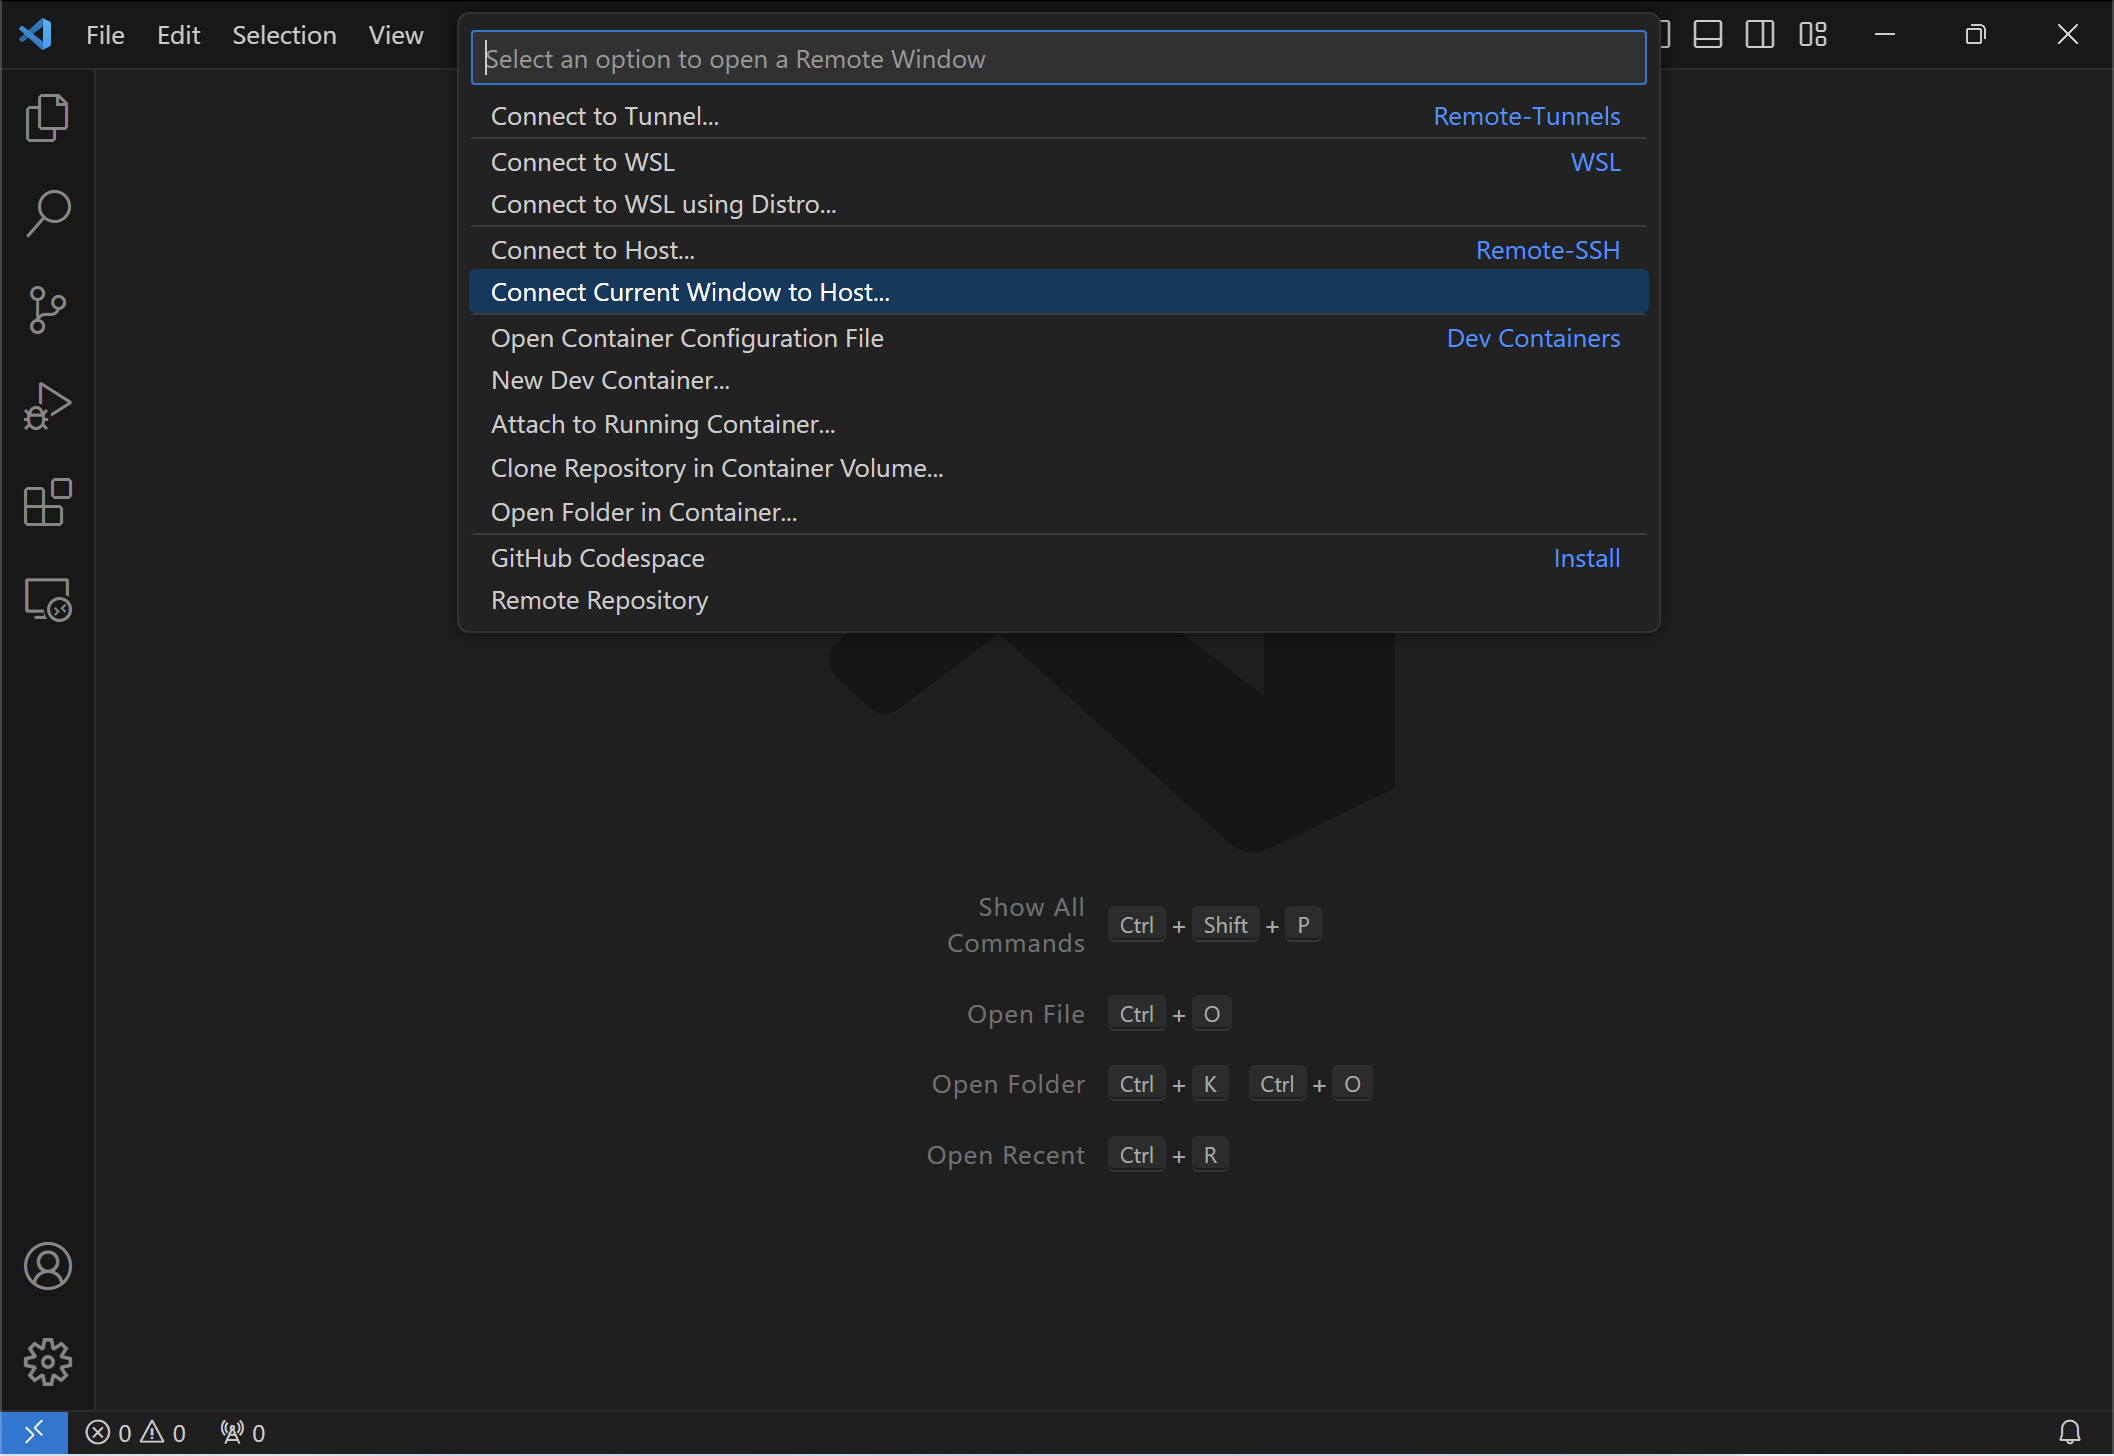 File Edit Selection View
Select an option to open a Remote Window
Connect to Tunnel... Remote-Tunnels
Connect to WSL WSL
Connect to WSL using Distro...
Connect to Host... Remote-SSH
Connect Current Window to Host...
Open Container Configuration File Dev Containers
New Dev Container...
Attach to Running Container...
Clone Repository in Container Volume...
Open Folder in Container...
GitHub Codespace Install
Remote Repository
Show All
Commands Ctrl + Shift + P
Open File Ctrl + O
Open Folder Ctrl + K Ctrl + O
Open Recent Ctrl + R
0 0 0